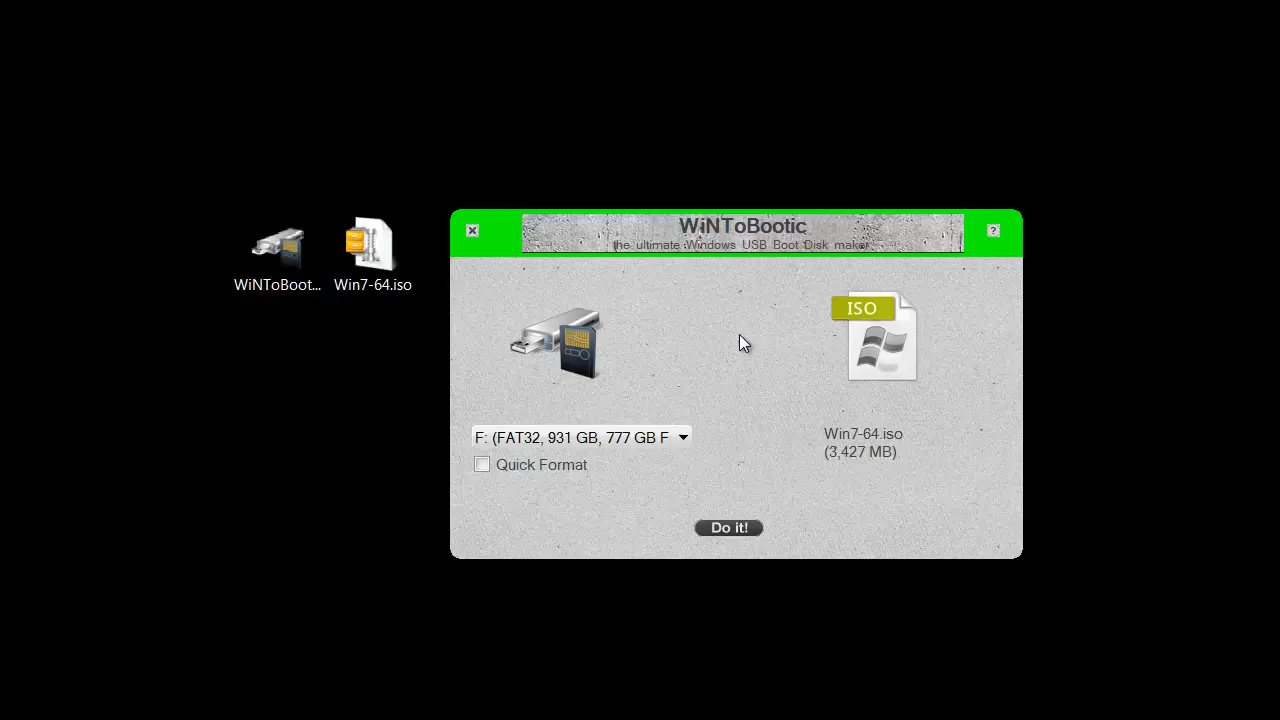 WiNToBoot...
Win7-64.iso
WiNToBootic
the ultimate Windows USB Boot Disk maker
?
ISO
F: (FAT32, 931 GB, 777 GB F
Quick Format
Win7-64.iso
(3,427 MB)
Do it!